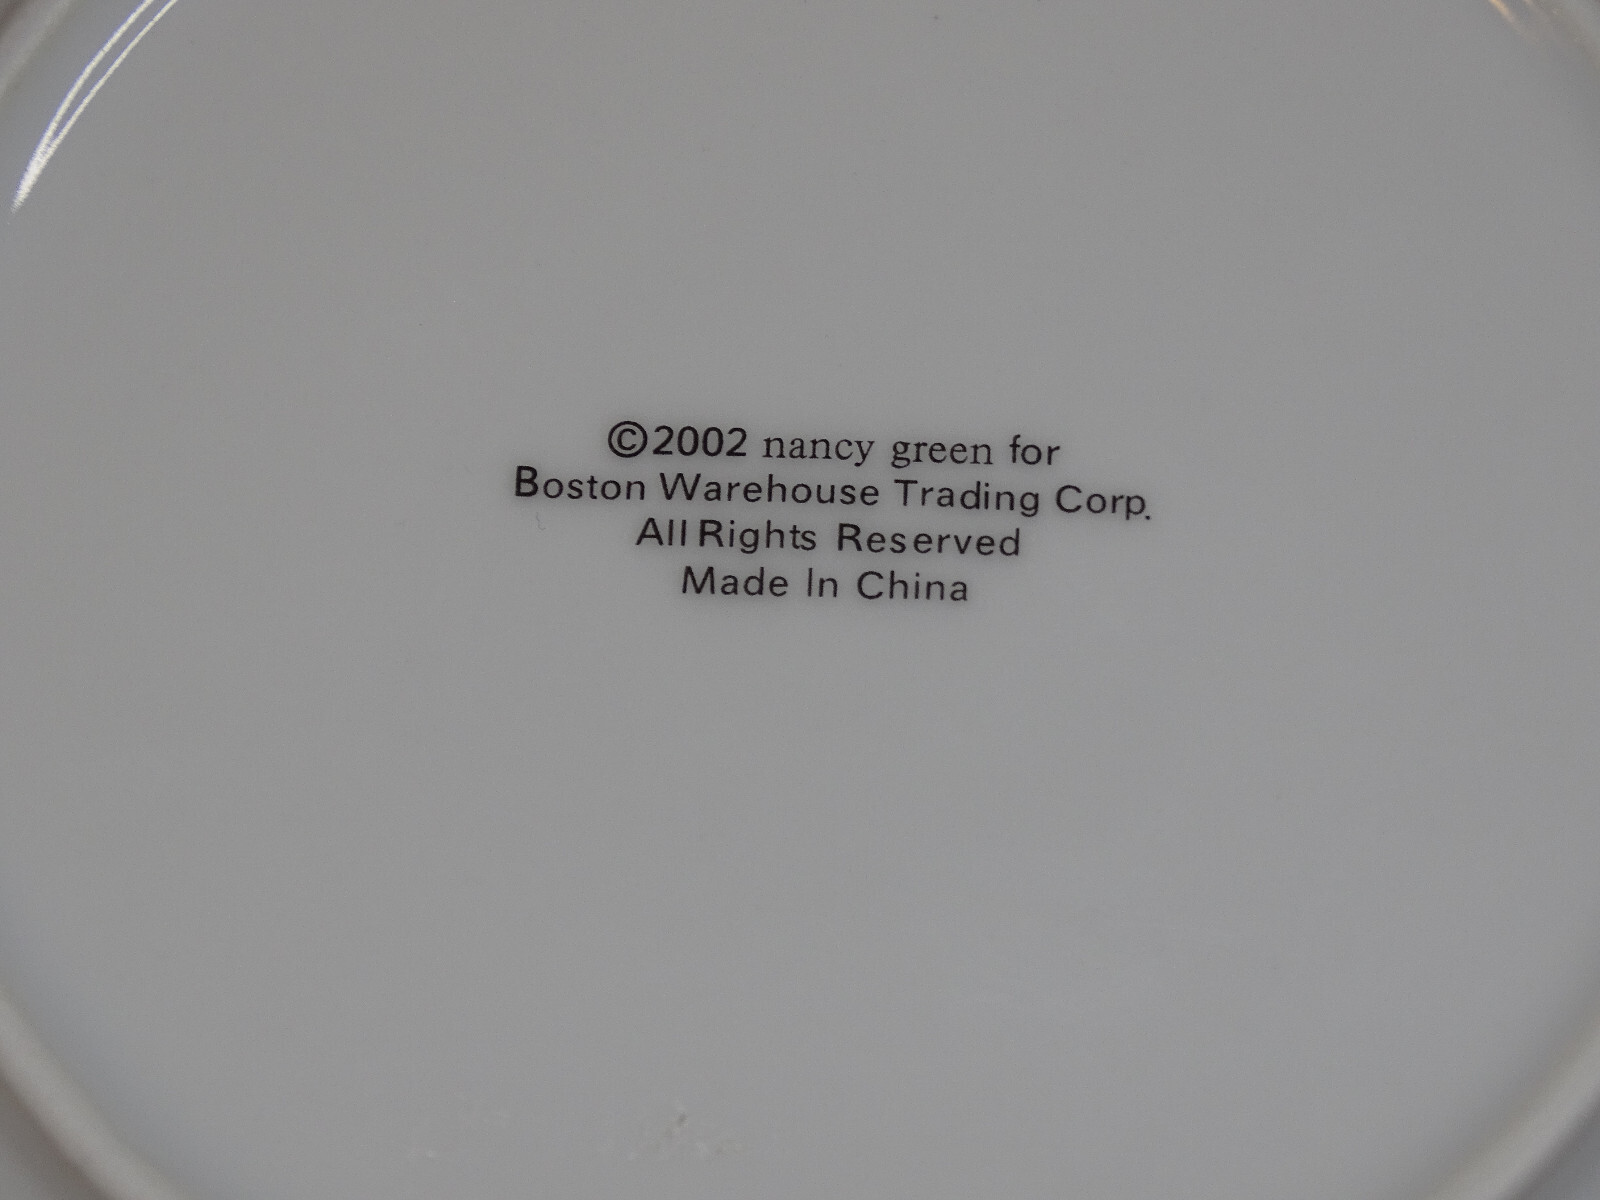 ©2002 nancy green for
Boston Warehouse Trading Corp.
All Rights Reserved
Made In China